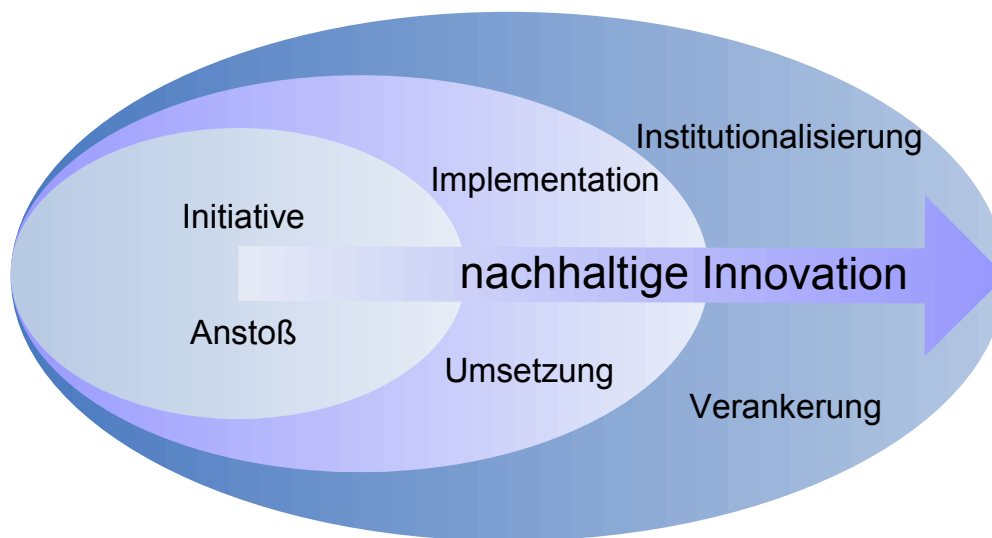 Institutionalisierung
Implementation
Initiative
nachhaltige Innovation
Anstoß
Umsetzung
Verankerung